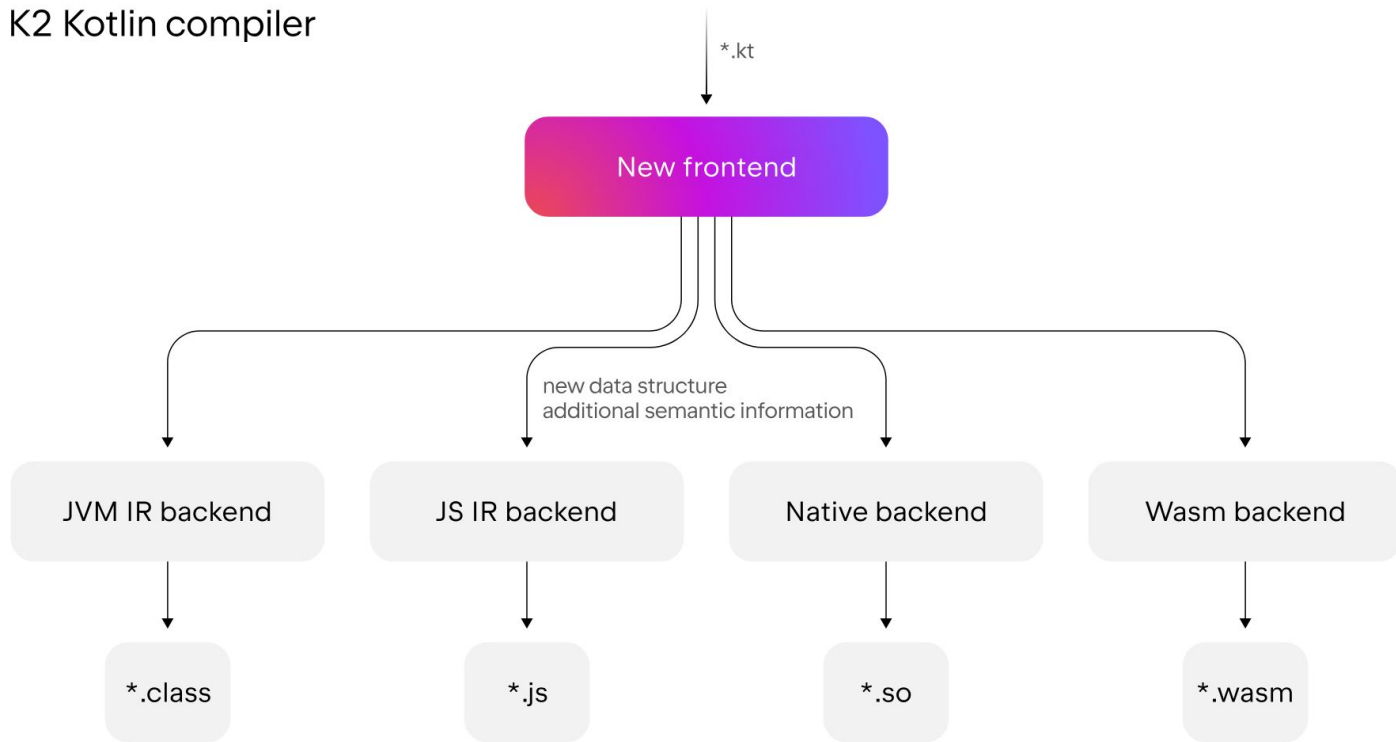 K2 Kotlin compiler
*.kt
New frontend
new data structure
additional semantic information
JVM IR backend
JS IR backend
Native backend
Wasm backend
*.class
*.js
*.so
*.wasm